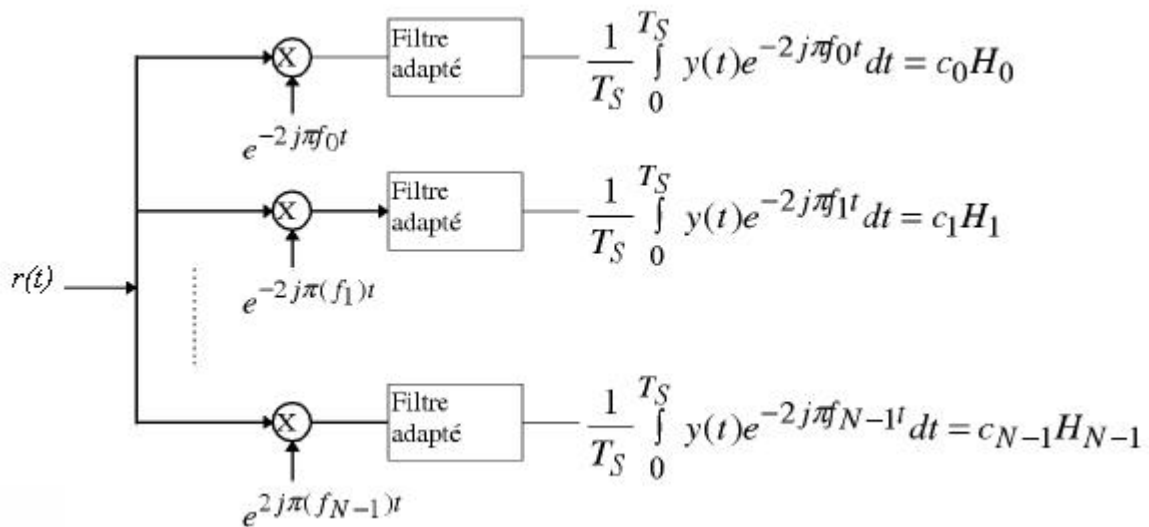 Filtre
adapté
1/T_S ∫_0^{T_S} y(t)e^{-2jπf_0t} dt = c_0H_0
X
e^{-2jπf_0t}
Filtre
adapté
1/T_S ∫_0^{T_S} y(t)e^{-2jπf_1t} dt = c_1H_1
X
r(t)
e^{-2jπ(f_1)t}
Filtre
adapté
1/T_S ∫_0^{T_S} y(t)e^{-2jπf_{N-1}t} dt = c_{N-1}H_{N-1}
X
e^{2jπ(f_{N-1})t}